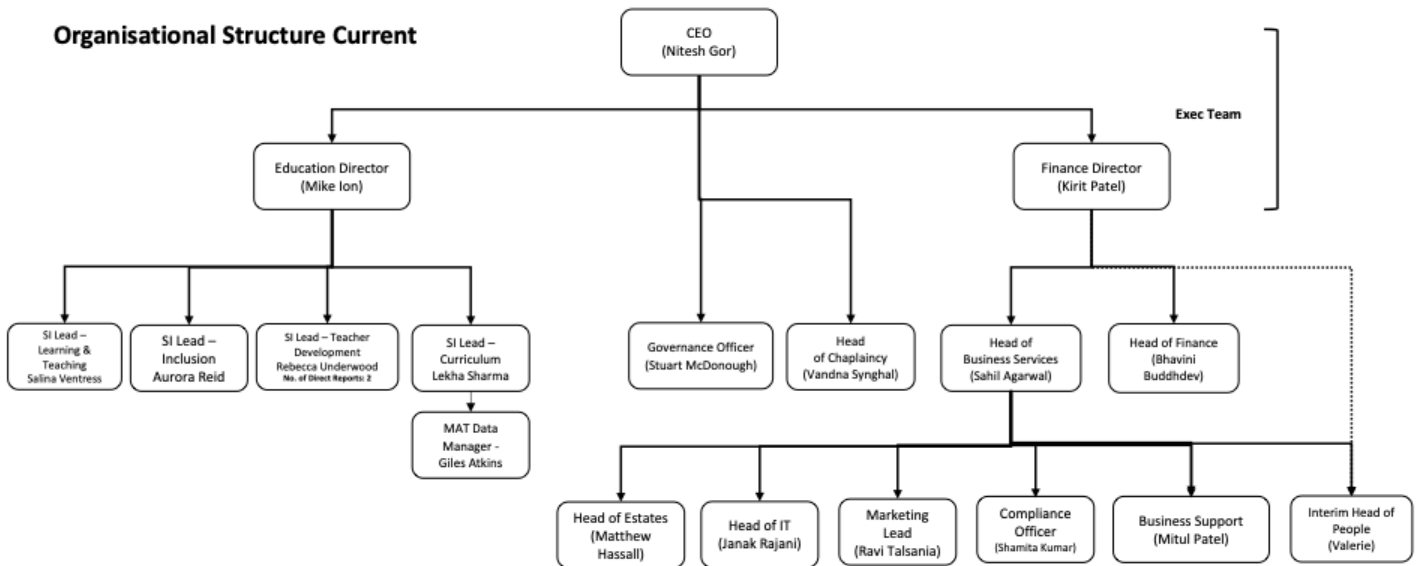 Organisational Structure Current
CEO
(Nitesh Gor)
Exec Team
Education Director
(Mike Ion)
Finance Director
(Kirit Patel)
SI Lead –
Learning &
Teaching
Salina Ventress
SI Lead –
Inclusion
Aurora Reid
SI Lead – Teacher
Development
Rebecca Underwood
No. of Direct Reports: 2
SI Lead –
Curriculum
Lekha Sharma
Governance Officer
(Stuart McDonough)
Head
of Chaplaincy
(Vandna Synghal)
Head of
Business Services
(Sahil Agarwal)
Head of Finance
(Bhavini
Buddhdev)
MAT Data
Manager -
Giles Atkins
Head of Estates
(Matthew
Hassall)
Head of IT
(Janak Rajani)
Marketing
Lead
(Ravi Talsania)
Compliance
Officer
(Shamita Kumar)
Business Support
(Mitul Patel)
Interim Head of
People
(Valerie)